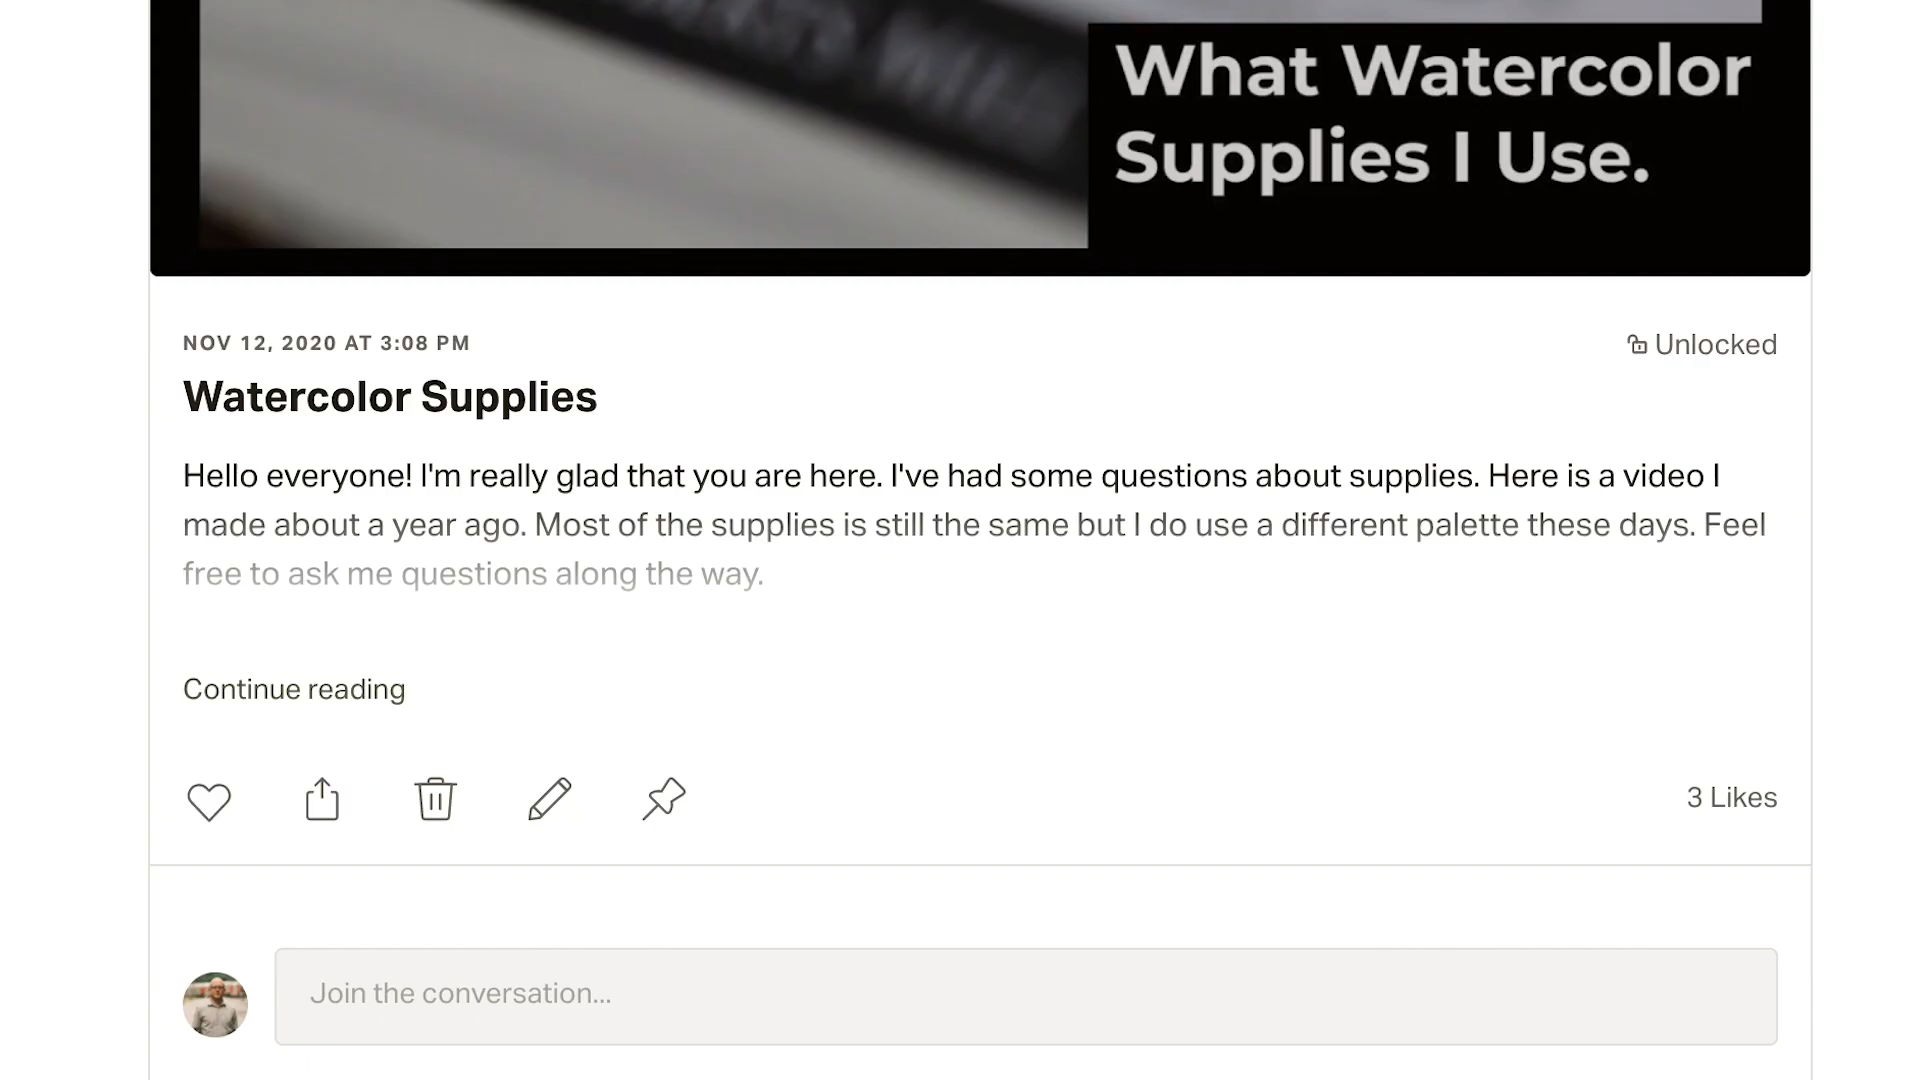 What Watercolor
Supplies I Use.
NOV 12, 2020 AT 3:08 PM
Unlocked
Watercolor Supplies
Hello everyone! I'm really glad that you are here. I've had some questions about supplies. Here is a video I
made about a year ago. Most of the supplies is still the same but I do use a different palette these days. Feel
free to ask me questions along the way.
Continue reading
3 Likes
Join the conversation...